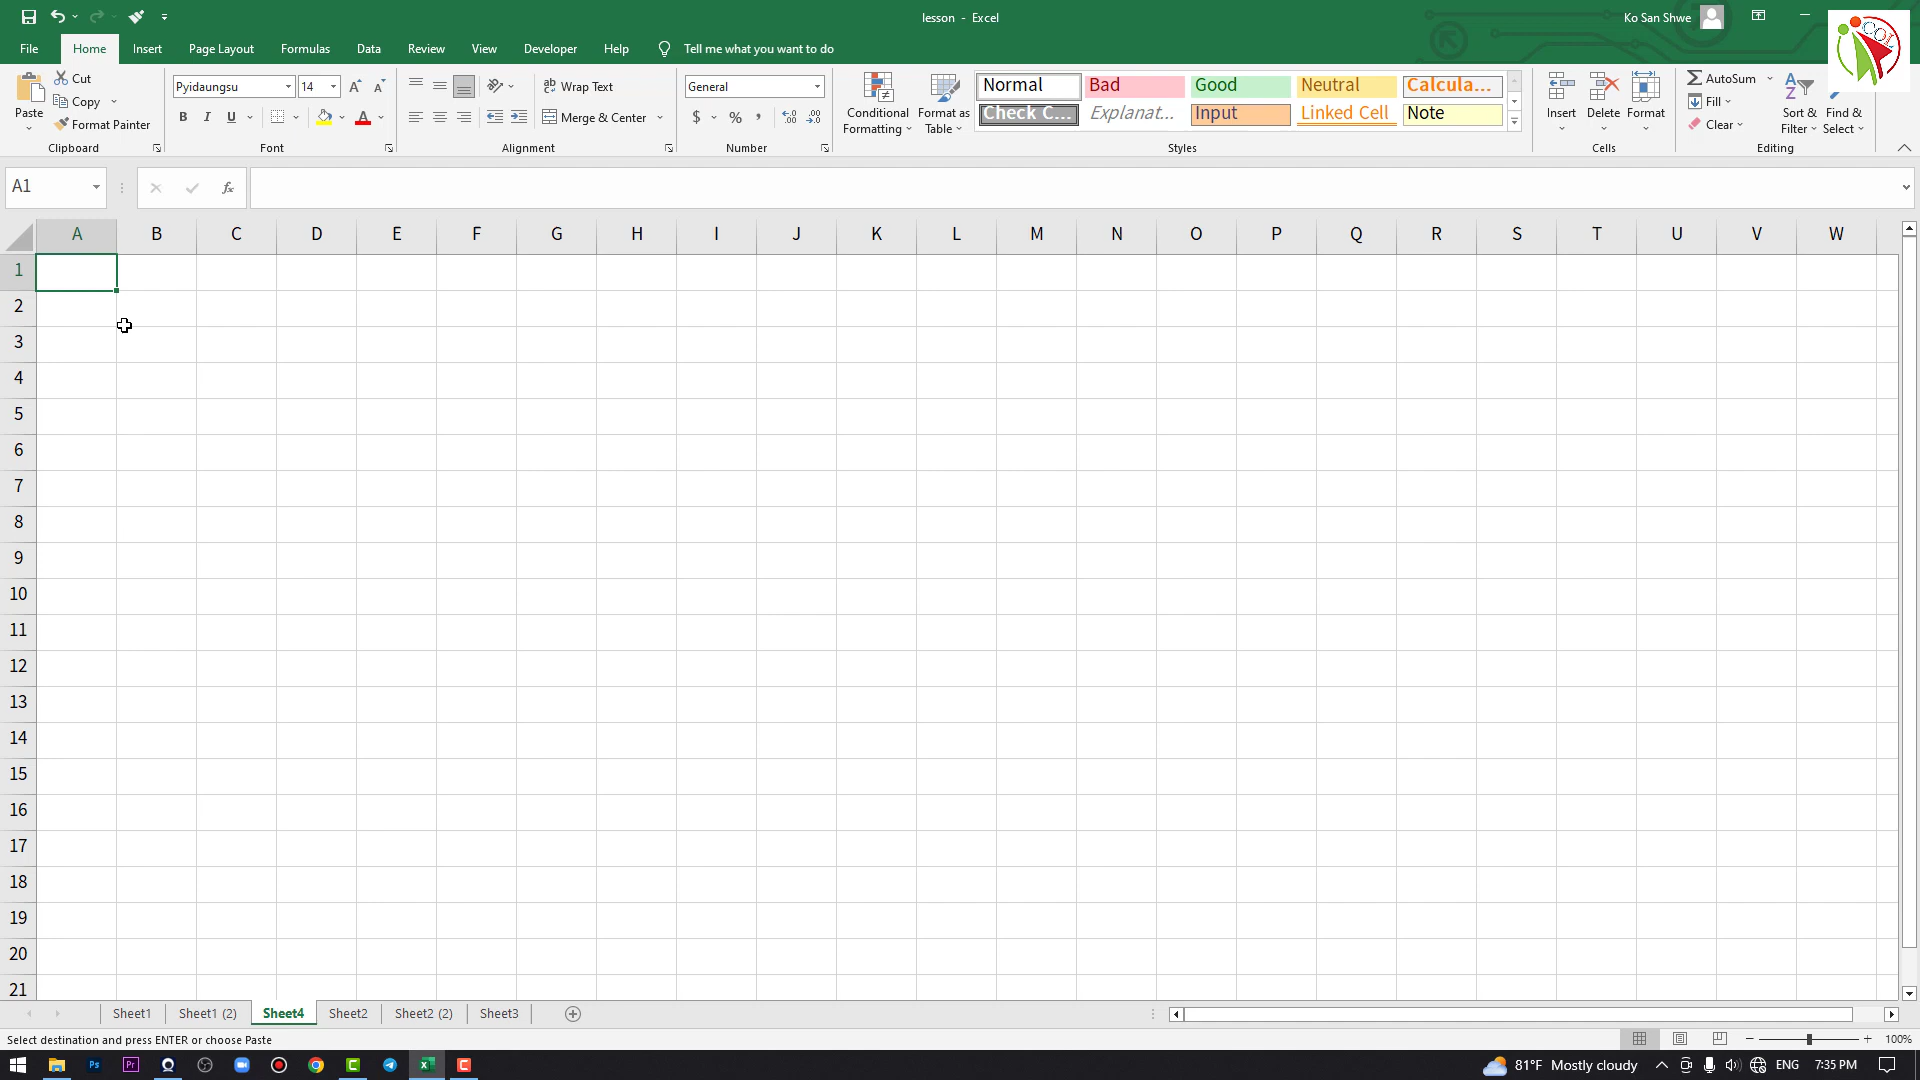 lesson - Excel
Ko San Shwe
File Home Insert Page Layout Formulas Data Review View Developer Help Tell me what you want to do
Paste
Cut
Copy
Format Painter
Clipboard
Pyidaungsu 14
B I U A
Font
Wrap Text
Merge & Center
Alignment
General
$ % ,
Number
Conditional Formatting
Format as Table
Normal Bad Good Neutral Calcula...
Check C... Explanat... Input Linked Cell Note
Styles
Insert Delete Format
Cells
AutoSum
Fill
Clear
Sort & Filter
Find & Select
Editing
A1 fx
A B C D E F G H I J K L M N O P Q R S T U V W
1
2
3
4
5
6
7
8
9
10
11
12
13
14
15
16
17
18
19
20
21
Sheet1 Sheet1 (2) Sheet4 Sheet2 Sheet2 (2) Sheet3
Select destination and press ENTER or choose Paste
100%
81°F Mostly cloudy ENG 7:35 PM